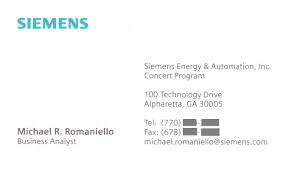 SIEMENS
Siemens Energy & Automation, Inc.
Concert Program
100 Technology Drive
Alpharetta, GA 30005
Michael R. Romaniello
Business Analyst
Tel: (770)
Fax: (678)
michael.romaniello@siemens.com